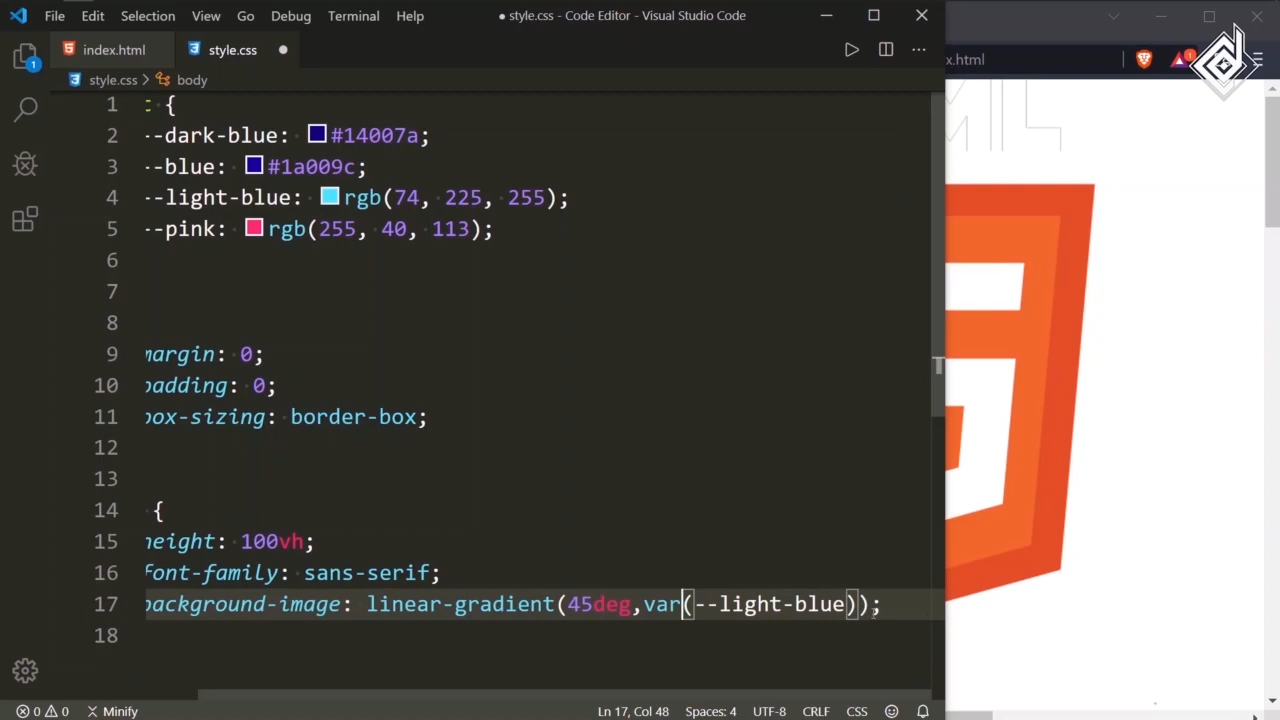 File Edit Selection View Go Debug Terminal Help
● style.css - Code Editor - Visual Studio Code
index.html
style.css ●
style.css > body
x.html
1
1 : {
2 --dark-blue: #14007a;
3 --blue: #1a009c;
4 --light-blue: rgb(74, 225, 255);
5 --pink: rgb(255, 40, 113);
6
7
8
9 margin: 0;
10 padding: 0;
11 box-sizing: border-box;
12
13
14 {
15 height: 100vh;
16 font-family: sans-serif;
17 background-image: linear-gradient(45deg,var(--light-blue));
18
0 0 Minify Ln 17, Col 48 Spaces: 4 UTF-8 CRLF CSS